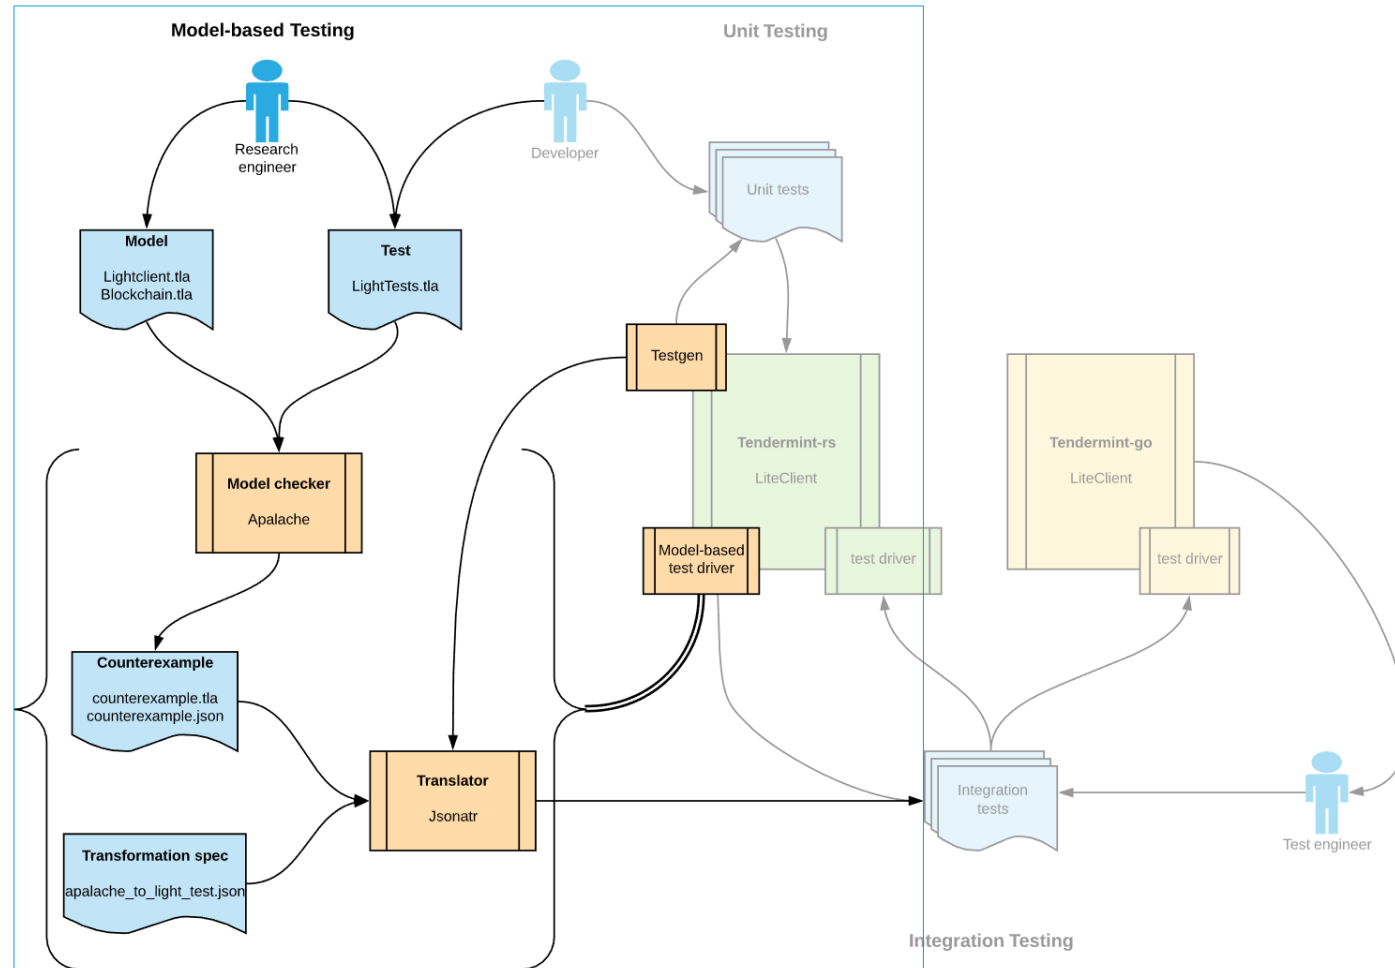 Model-based Testing
Unit Testing
Research
engineer
Developer
Unit tests
Model
Lightclient.tla
Blockchain.tla
Test
LightTests.tla
Testgen
Tendermint-rs
LiteClient
Tendermint-go
LiteClient
Model checker
Apalache
Model-based
test driver
test driver
test driver
Counterexample
counterexample.tla
counterexample.json
Translator
Jsonatr
Integration
tests
Test engineer
Transformation spec
apalache_to_light_test.json
Integration Testing